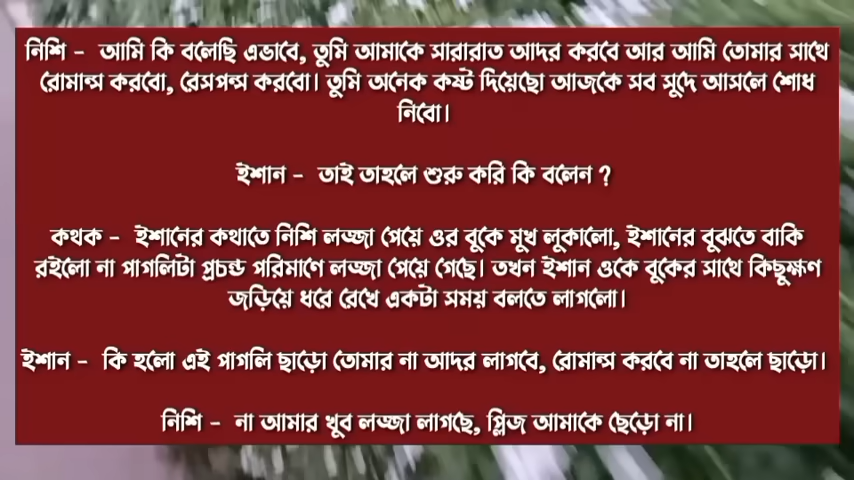 নিশি - আমি কি বলেছি এভাবে, তুমি আমাকে সারারাত আদর করবে আর আমি তোমার সাথে
রোমান্স করবো, রেসপন্স করবো। তুমি অনেক কষ্ট দিয়েছো আজকে সব সুদে আসলে শোধ
নিবো।
ইশান - তাই তাহলে শুরু করি কি বলেন ?
কথক - ইশানের কথাতে নিশি লজ্জা পেয়ে ওর বুকে মুখ লুকালো, ইশানের বুঝতে বাকি
রইলো না পাগলিটা প্রচন্ড পরিমাণে লজ্জা পেয়ে গেছে। তখন ইশান ওকে বুকের সাথে কিছুক্ষণ
জড়িয়ে ধরে রেখে একটা সময় বলতে লাগলো।
ইশান - কি হলো এই পাগলি ছাড়ো তোমার না আদর লাগবে, রোমান্স করবে না তাহলে ছাড়ো।
নিশি - না আমার খুব লজ্জা লাগছে, প্লিজ আমাকে ছেড়ো না।